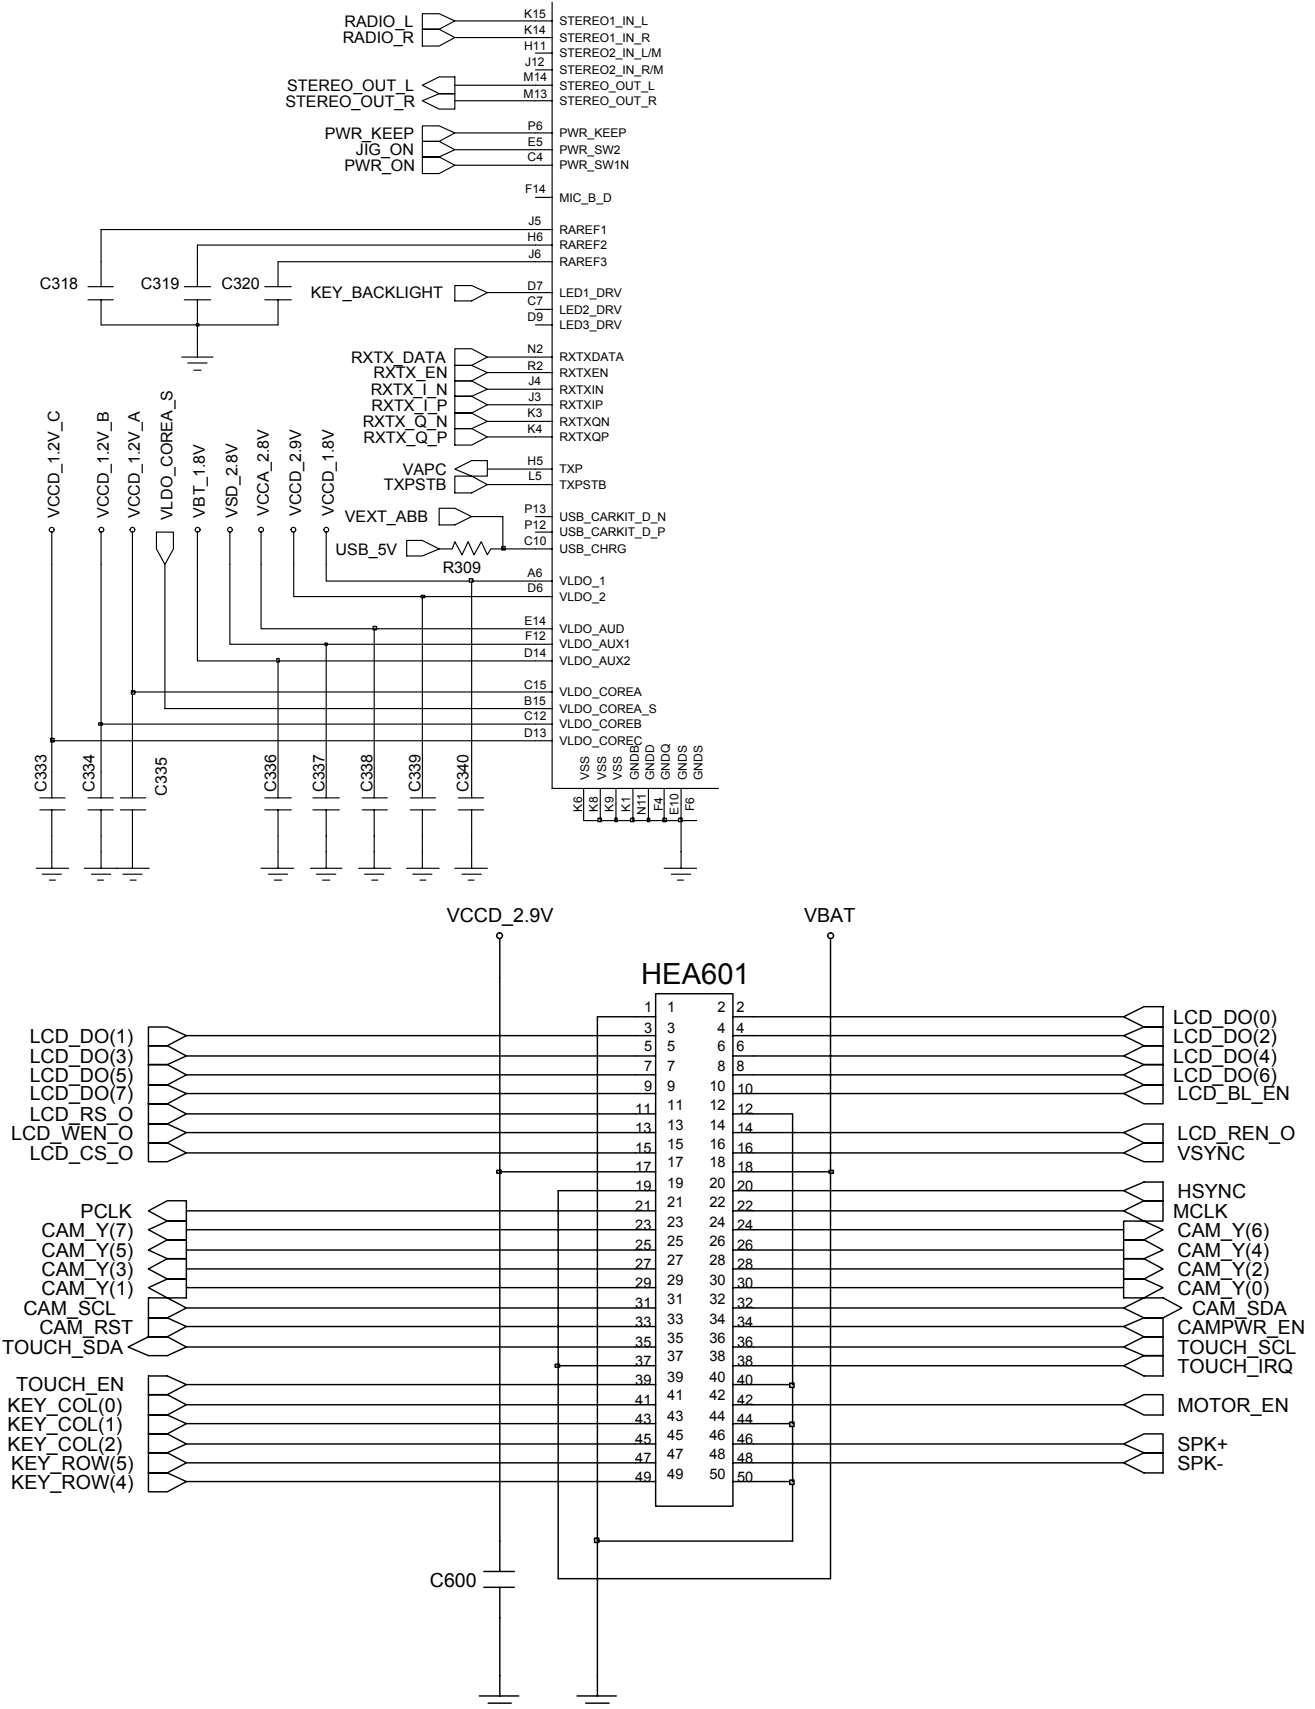 RADIO_L K15 STEREO1_IN_L
RADIO_R K14 STEREO1_IN_R
H11 STEREO2_IN_L/M
J12 STEREO2_IN_R/M
STEREO_OUT_L M14 STEREO_OUT_L
STEREO_OUT_R M13 STEREO_OUT_R
PWR_KEEP P6 PWR_KEEP
JIG_ON E5 PWR_SW2
PWR_ON C4 PWR_SW1N
F14 MIC_B_D
J5 RAREF1
H6 RAREF2
J6 RAREF3
C318 C319 C320
KEY_BACKLIGHT D7 LED1_DRV
C7 LED2_DRV
D9 LED3_DRV
RXTX_DATA N2 RXTXDATA
RXTX_EN R2 RXTXEN
RXTX_I_N J4 RXTXIN
RXTX_I_P J3 RXTXIP
RXTX_Q_N K3 RXTXQN
RXTX_Q_P K4 RXTXQP
VAPC H5 TXP
TXPSTB L5 TXPSTB
VCCD_1.2V_C
VCCD_1.2V_B
VCCD_1.2V_A
VLDO_COREA_S
VBT_1.8V
VSD_2.8V
VCCA_2.8V
VCCD_2.9V
VCCD_1.8V
VEXT_ABB P13 USB_CARKIT_D_N
P12 USB_CARKIT_D_P
USB_5V C10 USB_CHRG
R309
A6 VLDO_1
D6 VLDO_2
E14 VLDO_AUD
F12 VLDO_AUX1
D14 VLDO_AUX2
C15 VLDO_COREA
B15 VLDO_COREA_S
C12 VLDO_COREB
D13 VLDO_COREC
C333 C334 C335 C336 C337 C338 C339 C340
VSS VSS VSS GNDB GNDD GNDQ GNDS GNDS
K6 K8 K9 K1 N11 F4 E10 F6
VCCD_2.9V VBAT
HEA601
1 1 2 2 LCD_DO(0)
LCD_DO(1) 3 3 4 4 LCD_DO(2)
LCD_DO(3) 5 5 6 6 LCD_DO(4)
LCD_DO(5) 7 7 8 8 LCD_DO(6)
LCD_DO(7) 9 9 10 10 LCD_BL_EN
LCD_RS_O 11 11 12 12
LCD_WEN_O 13 13 14 14 LCD_REN_O
LCD_CS_O 15 15 16 16 VSYNC
17 17 18 18
19 19 20 20 HSYNC
PCLK 21 21 22 22 MCLK
CAM_Y(7) 23 23 24 24 CAM_Y(6)
CAM_Y(5) 25 25 26 26 CAM_Y(4)
CAM_Y(3) 27 27 28 28 CAM_Y(2)
CAM_Y(1) 29 29 30 30 CAM_Y(0)
CAM_SCL 31 31 32 32 CAM_SDA
CAM_RST 33 33 34 34 CAMPWR_EN
TOUCH_SDA 35 35 36 36 TOUCH_SCL
37 37 38 38 TOUCH_IRQ
TOUCH_EN 39 39 40 40
KEY_COL(0) 41 41 42 42 MOTOR_EN
KEY_COL(1) 43 43 44 44
KEY_COL(2) 45 45 46 46 SPK+
KEY_ROW(5) 47 47 48 48 SPK-
KEY_ROW(4) 49 49 50 50
C600